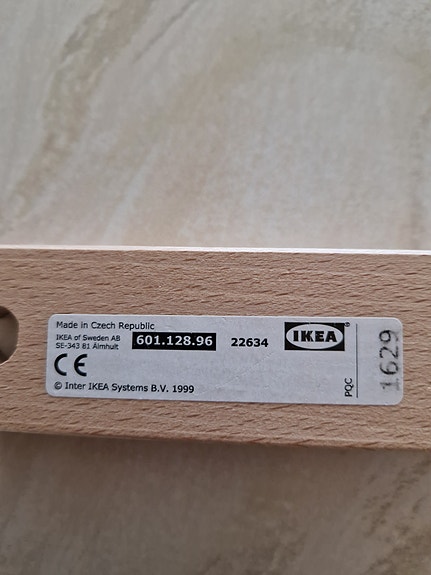 Made in Czech Republic
IKEA of Sweden AB
SE-343 81 Älmhult
601.128.96
22634
IKEA®
CE
© Inter IKEA Systems B.V. 1999
PQC
1629